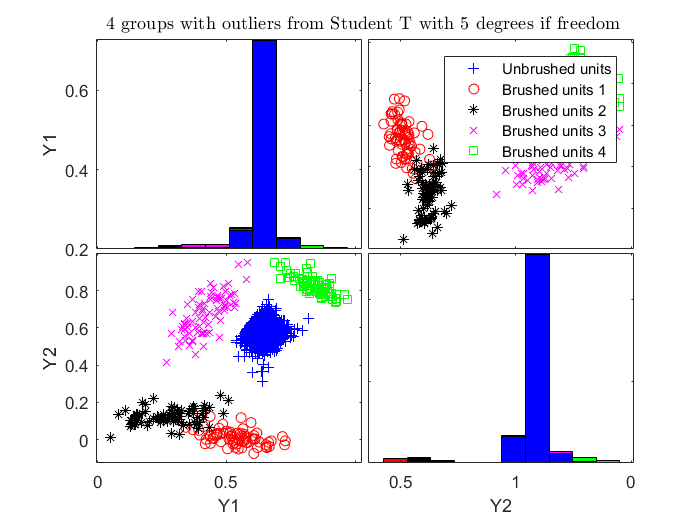 4 groups with outliers from Student T with 5 degrees if freedom
Y1
0.6
0.4
0.2
Unbrushed units
Brushed units 1
Brushed units 2
Brushed units 3
Brushed units 4
Y2
0.8
0.6
0.4
0.2
0
0 0.5
Y1
0.5 1 0
Y2